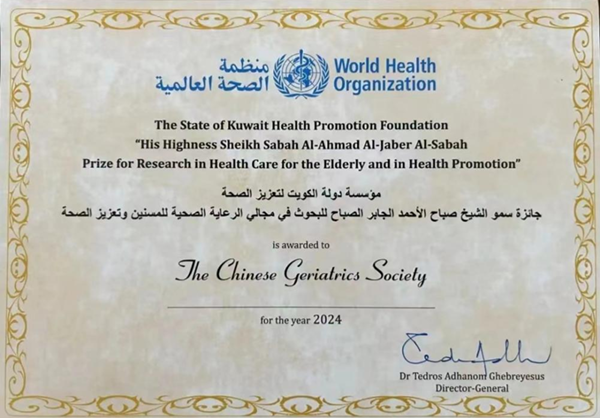 منظمة
الصحة العالمية
World Health
Organization
The State of Kuwait Health Promotion Foundation
"His Highness Sheikh Sabah Al-Ahmad Al-Jaber Al-Sabah
Prize for Research in Health Care for the Elderly and in Health Promotion"
مؤسسة دولة الكويت لتعزيز الصحة
جائزة سمو الشيخ صباح الأحمد الجابر الصباح للبحوث في مجالي الرعاية الصحية للمسنين وتعزيز الصحة
is awarded to
The Chinese Geriatrics Society
for the year 2024
Dr Tedros Adhanom Ghebreyesus
Director-General